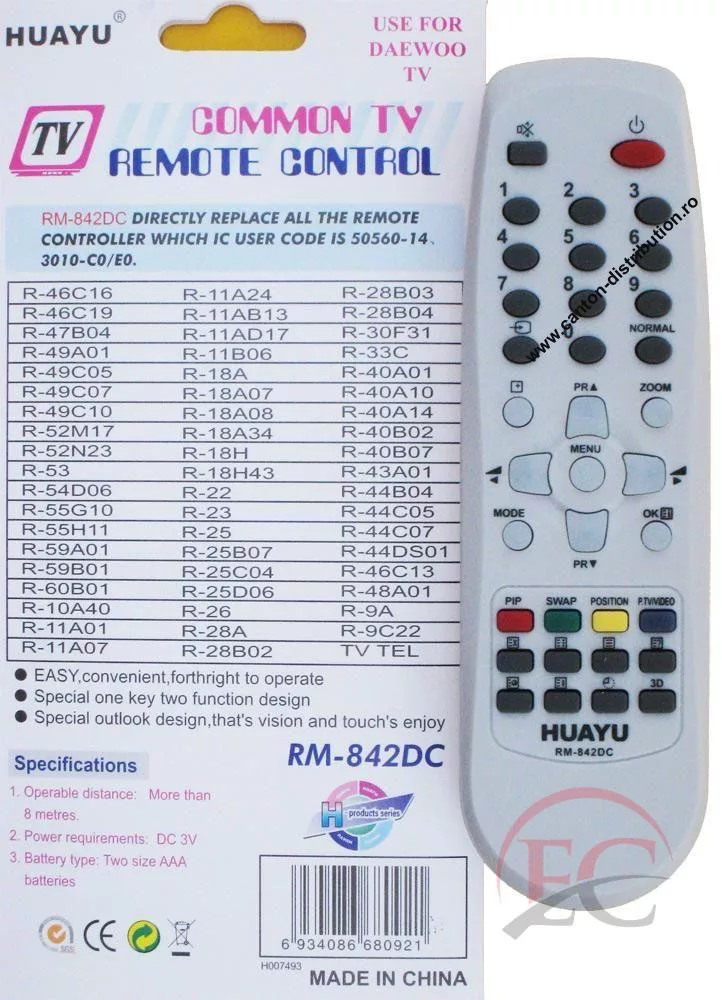 HUAYU®
USE FOR
DAEWOO
TV
TV
COMMON TV
REMOTE CONTROL
RM-842DC DIRECTLY REPLACE ALL THE REMOTE
CONTROLLER WHICH IC USER CODE IS 50560-14、
3010-C0/E0.
R-46C16 R-11A24 R-28B03
R-46C19 R-11AB13 R-28B04
R-47B04 R-11AD17 R-30F31
R-49A01 R-11B06 R-33C
R-49C05 R-18A R-40A01
R-49C07 R-18A07 R-40A10
R-49C10 R-18A08 R-40A14
R-52M17 R-18A34 R-40B02
R-52N23 R-18H R-40B07
R-53 R-18H43 R-43A01
R-54D06 R-22 R-44B04
R-55G10 R-23 R-44C05
R-55H11 R-25 R-44C07
R-59A01 R-25B07 R-44DS01
R-59B01 R-25C04 R-46C13
R-60B01 R-25D06 R-48A01
R-10A40 R-26 R-9A
R-11A01 R-28A R-9C22
R-11A07 R-28B02 TV TEL
● EASY,convenient,forthright to operate
● Special one key two function design
● Special outlook design,that's vision and touch's enjoy
Specifications
RM-842DC
1. Operable distance: More than
8 metres.
2. Power requirements: DC 3V
3. Battery type: Two size AAA
batteries
H products series
SGS
CE
6 934086 680921
H007493
MADE IN CHINA
1 2 3
4 5 6
7 8 9
0 NORMAL
PR▲ ZOOM
MENU
MODE OK
PR▼
PIP SWAP POSITION P.TV/VIDEO
3D
HUAYU
RM-842DC
www.santon-distribution.ro
EC